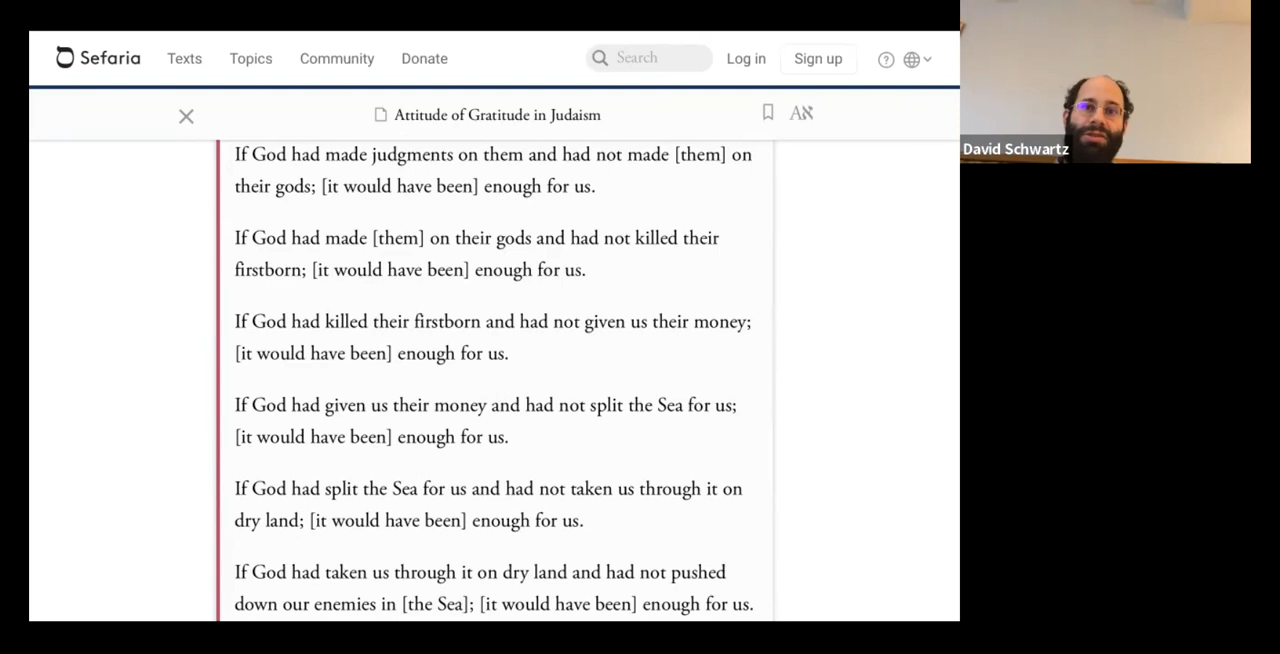 Sefaria Texts Topics Community Donate Search Log in Sign up
Attitude of Gratitude in Judaism Aא
If God had made judgments on them and had not made [them] on
their gods; [it would have been] enough for us.
If God had made [them] on their gods and had not killed their
firstborn; [it would have been] enough for us.
If God had killed their firstborn and had not given us their money;
[it would have been] enough for us.
If God had given us their money and had not split the Sea for us;
[it would have been] enough for us.
If God had split the Sea for us and had not taken us through it on
dry land; [it would have been] enough for us.
If God had taken us through it on dry land and had not pushed
down our enemies in [the Sea]; [it would have been] enough for us.
David Schwartz